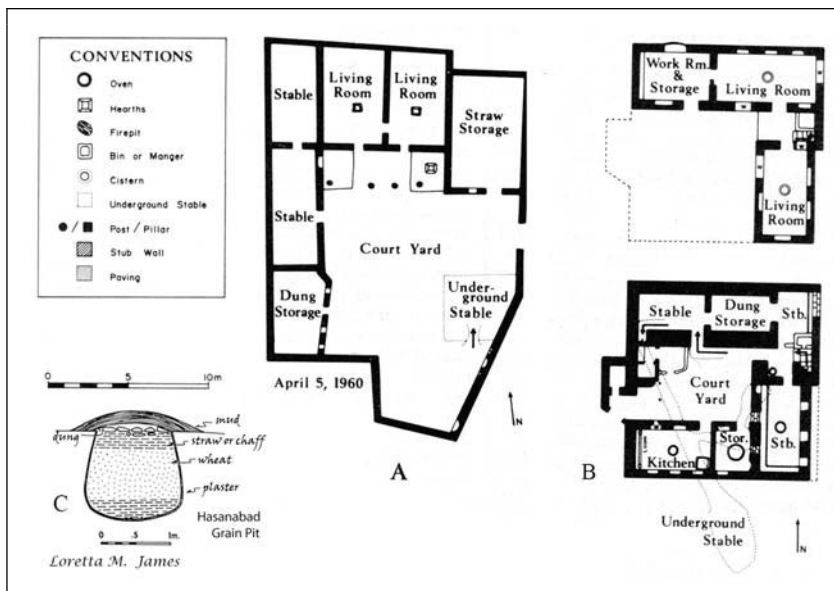 CONVENTIONS
Oven
Hearths
Firepit
Bin or Manger
Cistern
Underground Stable
Post / Pillar
Stub Wall
Paving
0 5 10m
mud
dung
straw or chaff
wheat
plaster
C
Hasanabad
Grain Pit
0 .5 1m.
Loretta M. James
Stable
Living
Room
Living
Room
Straw
Storage
Stable
Court Yard
Dung
Storage
Under-
ground
Stable
April 5, 1960
N
A
Work Rm.
&
Storage
Living Room
Living
Room
Stable
Dung
Storage
Stb.
Court
Yard
Kitchen
Stor.
Stb.
B
Underground
Stable
N